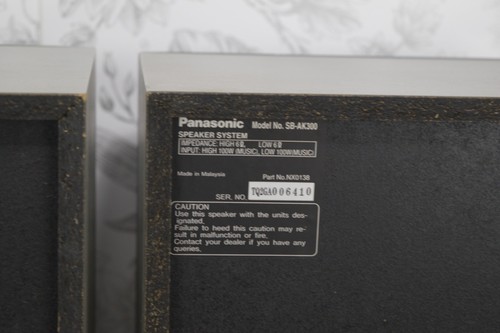 Panasonic Model No. SB-AK300
SPEAKER SYSTEM
IMPEDANCE: HIGH 6Ω, LOW 6Ω
INPUT: HIGH 100W (MUSIC), LOW 100W(MUSIC)
Made in Malaysia Part No.NX0138
SER. NO. TQ2GA006410
CAUTION
Use this speaker with the units des-
ignated.
Failure to heed this caution may re-
sult in malfunction or fire.
Contact your dealer if you have any
queries.